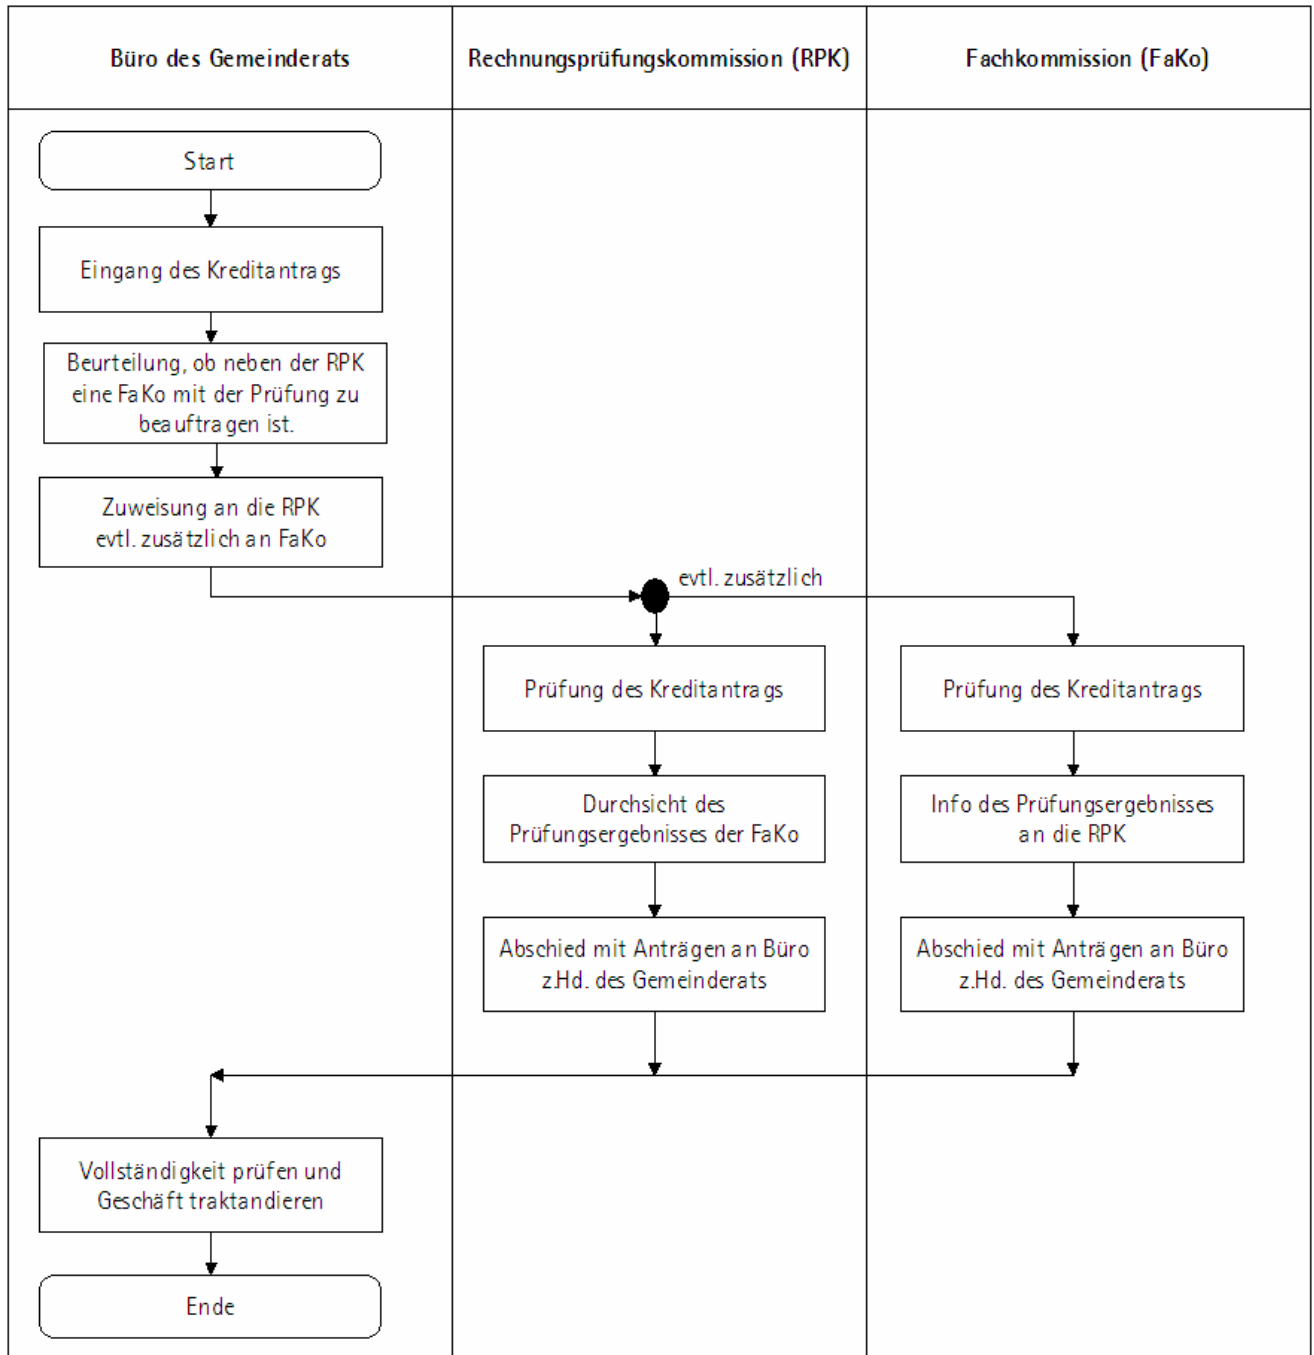 Büro des Gemeinderats
Rechnungsprüfungskommission (RPK)
Fachkommission (FaKo)
Start
Eingang des Kreditantrags
Beurteilung, ob neben der RPK
eine FaKo mit der Prüfung zu
beauftragen ist.
Zuweisung an die RPK
evtl. zusätzlich an FaKo
evtl. zusätzlich
Prüfung des Kreditantrags
Prüfung des Kreditantrags
Durchsicht des
Prüfungsergebnisses der FaKo
Info des Prüfungsergebnisses
an die RPK
Abschied mit Anträgen an Büro
z.Hd. des Gemeinderats
Abschied mit Anträgen an Büro
z.Hd. des Gemeinderats
Vollständigkeit prüfen und
Geschäft traktandieren
Ende